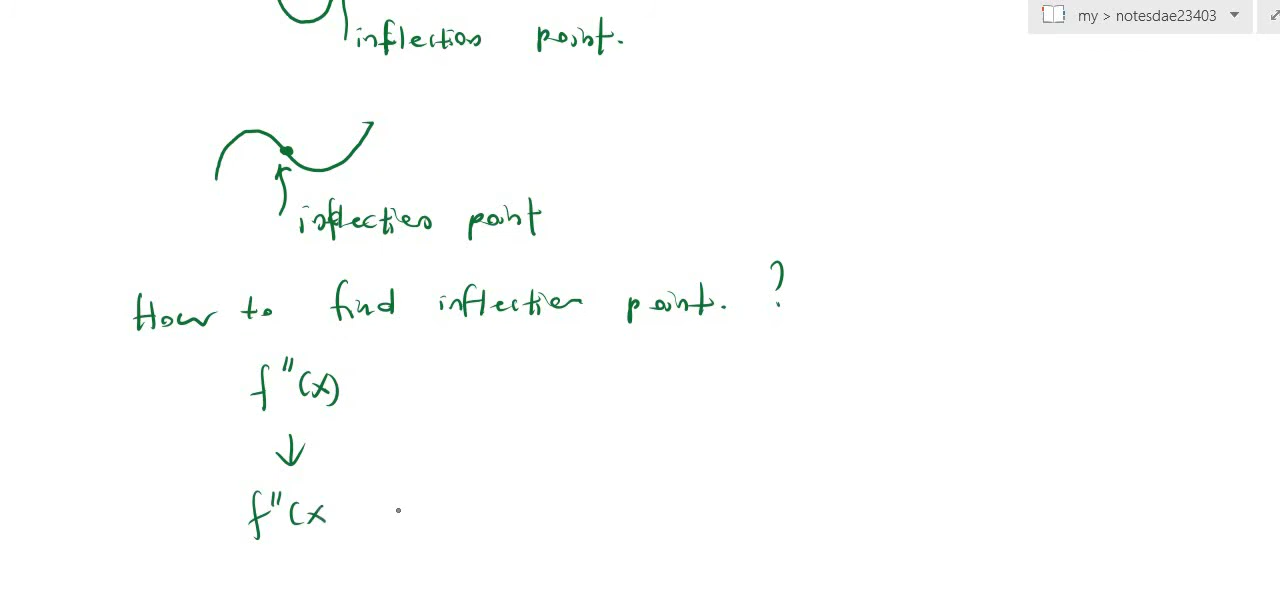 my > notesdae23403
inflection point.
inflection point
How to find inflection point. ?
f"(x)
↓
f"(x